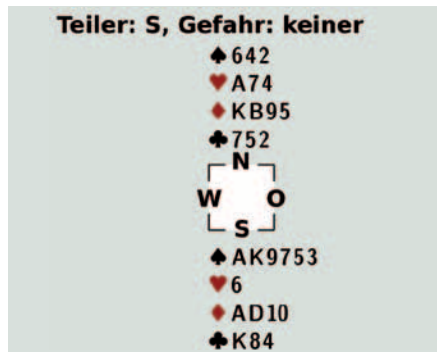 Teiler: S, Gefahr: keiner
♠642
♥A74
♦KB95
♣752
N
W O
S
♠AK9753
♥6
♦AD10
♣K84